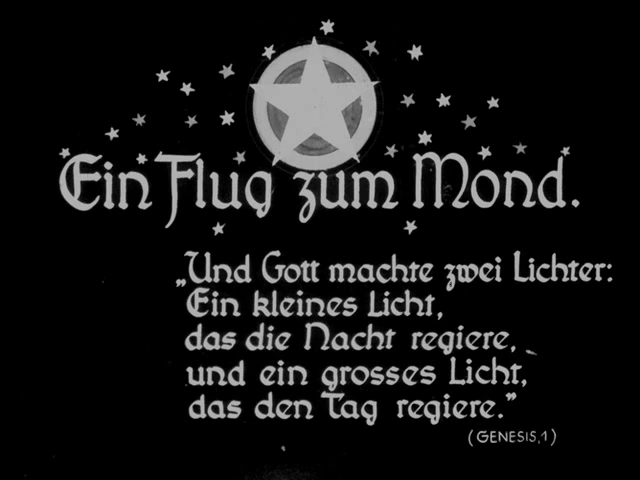 Ein Flug zum Mond.
„Und Gott machte zwei Lichter:
Ein kleines Licht,
das die Nacht regiere,
und ein grosses Licht,
das den Tag regiere.”
(GENESIS,1)